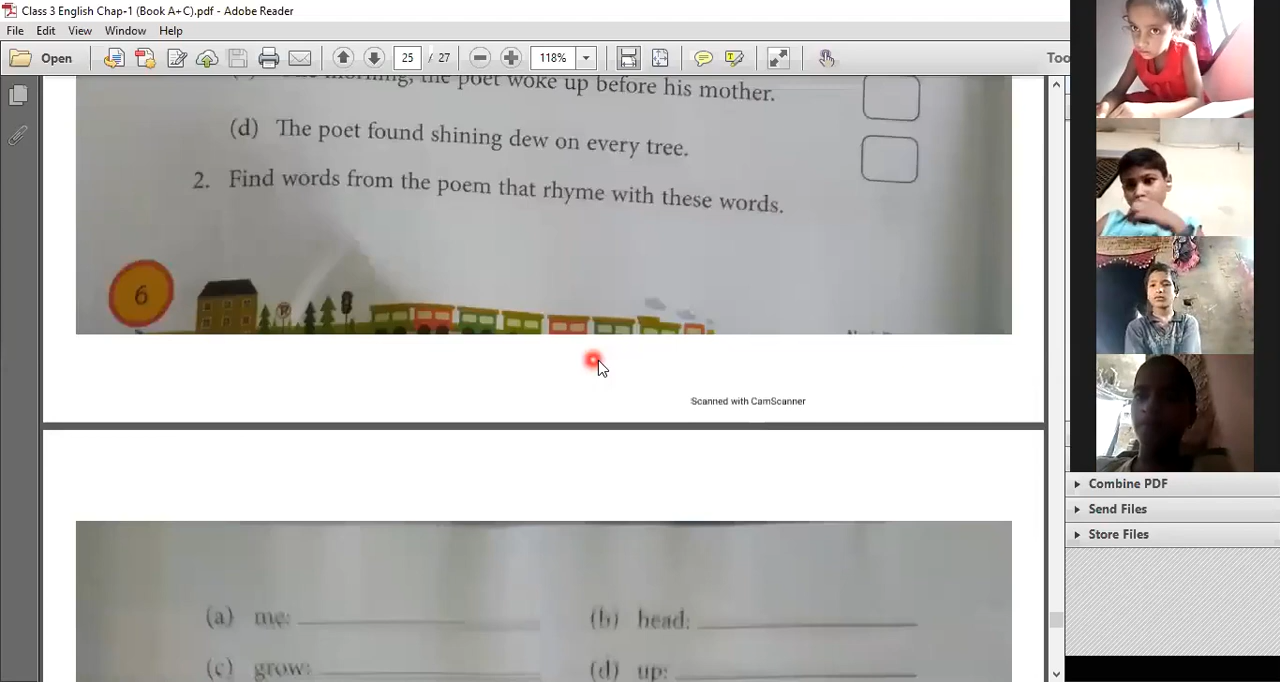 Class 3 English Chap-1 (Book A+C).pdf - Adobe Reader
File Edit View Window Help
Open 25 / 27 118% Too
morning, the poet woke up before his mother.
(d) The poet found shining dew on every tree.
2. Find words from the poem that rhyme with these words.
6
Scanned with CamScanner
(a) me: (b) head:
(c) grow: (d) up:
Combine PDF
Send Files
Store Files